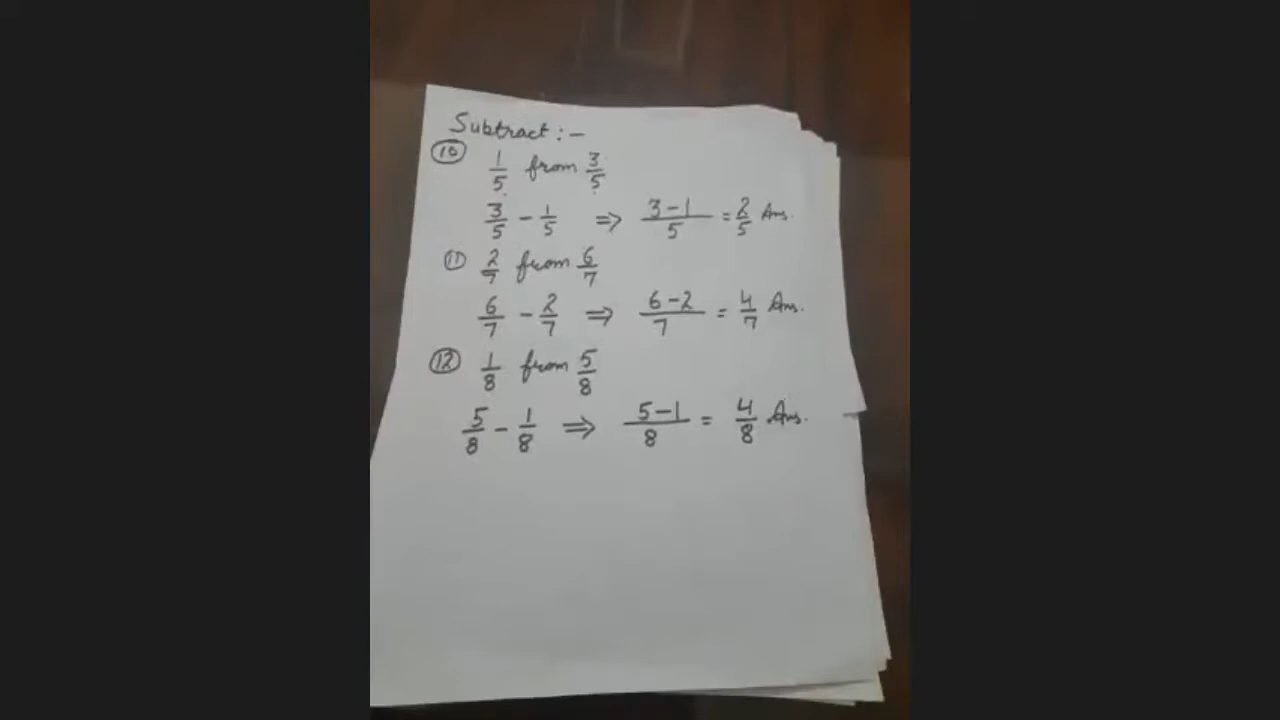 Subtract :-
(10) 1/5 from 3/5
3/5 - 1/5 ⇒ 3-1/5 = 2/5 Ans.
(11) 2/7 from 6/7
6/7 - 2/7 ⇒ 6-2/7 = 4/7 Ans.
(12) 1/8 from 5/8
5/8 - 1/8 ⇒ 5-1/8 = 4/8 Ans.